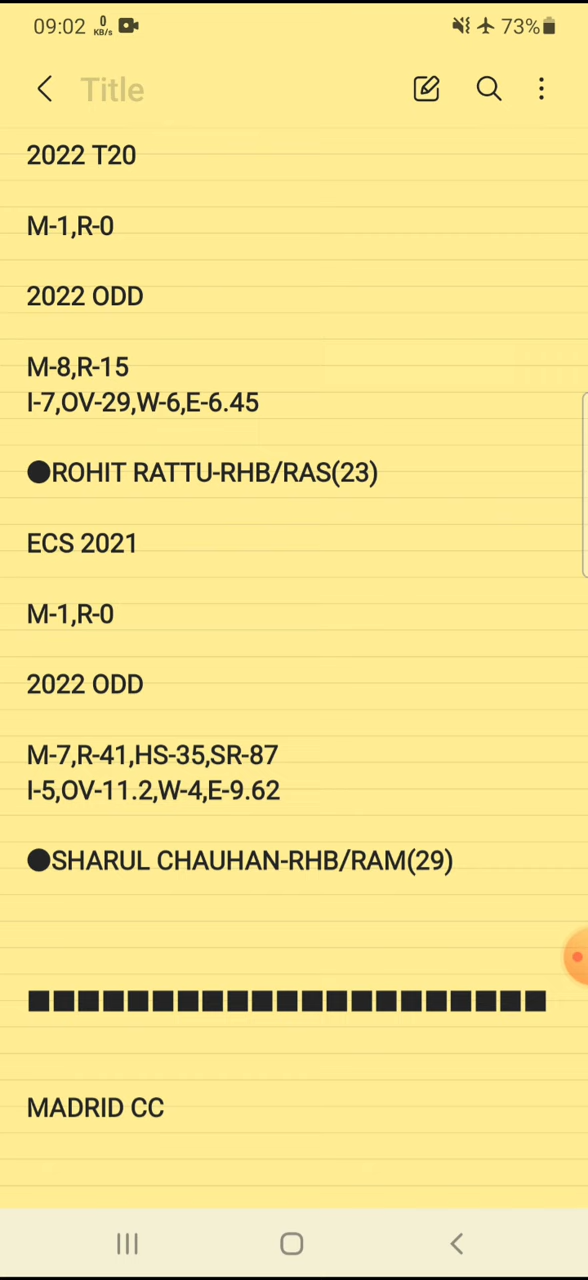 09:02 0 KB/s 73%
Title
2022 T20
M-1,R-0
2022 ODD
M-8,R-15
I-7,OV-29,W-6,E-6.45
●ROHIT RATTU-RHB/RAS(23)
ECS 2021
M-1,R-0
2022 ODD
M-7,R-41,HS-35,SR-87
I-5,OV-11.2,W-4,E-9.62
●SHARUL CHAUHAN-RHB/RAM(29)
■■■■■■■■■■■■■■■■■■■■■
MADRID CC